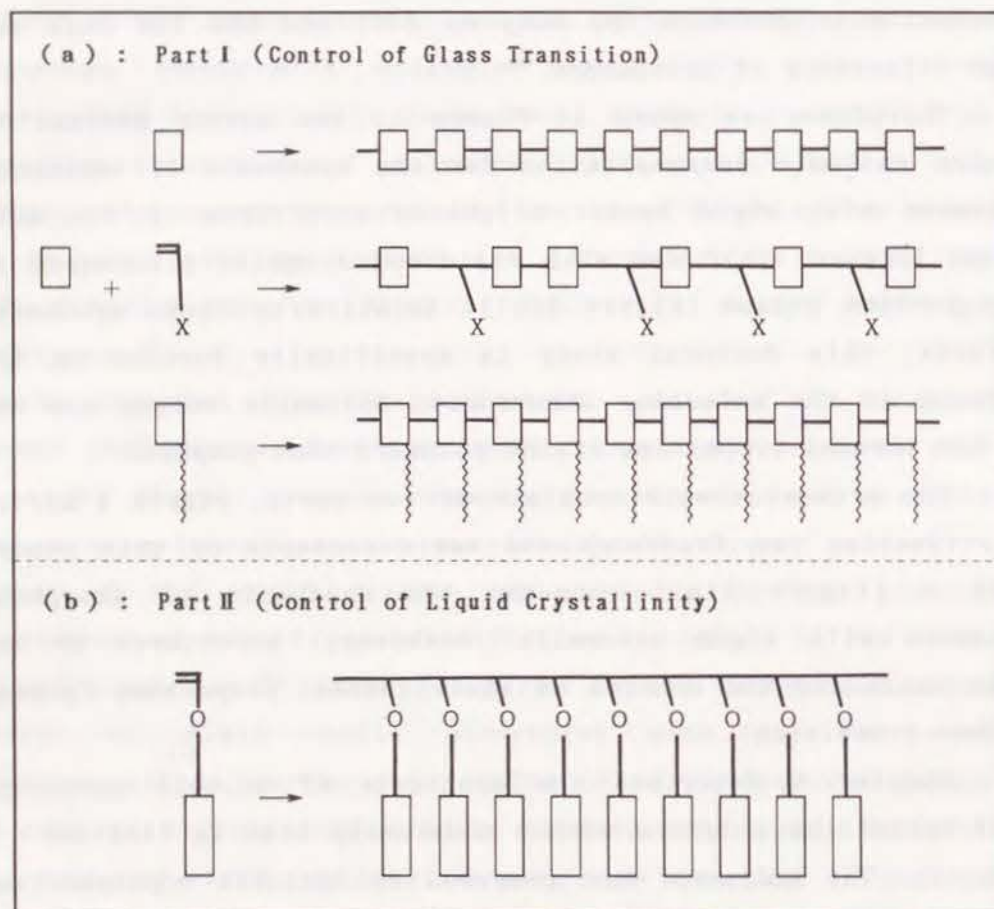 (a) : Part Ⅰ (Control of Glass Transition)
+
X X X X X
(b) : Part Ⅱ (Control of Liquid Crystallinity)
O O O O O O O O O